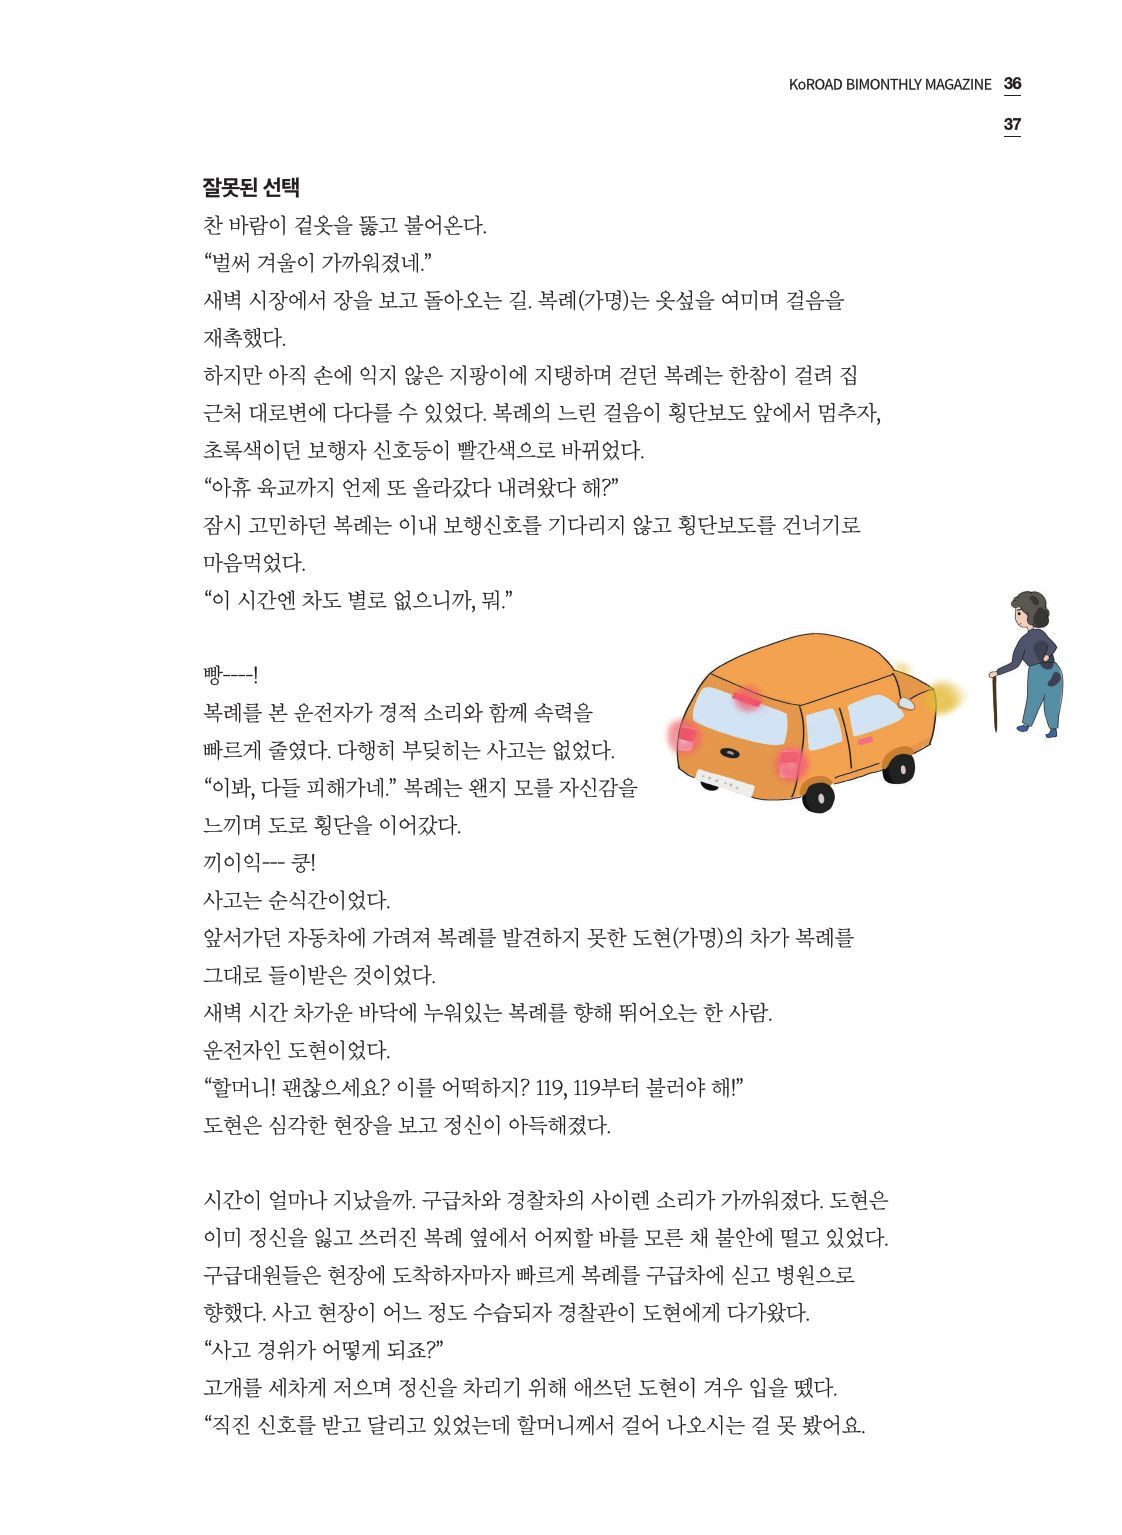 KoROAD BIMONTHLY MAGAZINE 36
37
잘못된 선택
찬 바람이 겉옷을 뚫고 불어온다.
“벌써 겨울이 가까워졌네.”
새벽 시장에서 장을 보고 돌아오는 길. 복례(가명)는 옷섶을 여미며 걸음을
재촉했다.
하지만 아직 손에 익지 않은 지팡이에 지탱하며 걷던 복례는 한참이 걸려 집
근처 대로변에 다다를 수 있었다. 복례의 느린 걸음이 횡단보도 앞에서 멈추자,
초록색이던 보행자 신호등이 빨간색으로 바뀌었다.
“아휴 육교까지 언제 또 올라갔다 내려왔다 해?”
잠시 고민하던 복례는 이내 보행신호를 기다리지 않고 횡단보도를 건너기로
마음먹었다.
“이 시간엔 차도 별로 없으니까, 뭐.”
빵----!
복례를 본 운전자가 경적 소리와 함께 속력을
빠르게 줄였다. 다행히 부딪히는 사고는 없었다.
“이봐, 다들 피해가네.” 복례는 왠지 모를 자신감을
느끼며 도로 횡단을 이어갔다.
끼이익--- 쿵!
사고는 순식간이었다.
앞서가던 자동차에 가려져 복례를 발견하지 못한 도현(가명)의 차가 복례를
그대로 들이받은 것이었다.
새벽 시간 차가운 바닥에 누워있는 복례를 향해 뛰어오는 한 사람.
운전자인 도현이었다.
“할머니! 괜찮으세요? 이를 어떡하지? 119, 119부터 불러야 해!”
도현은 심각한 현장을 보고 정신이 아득해졌다.
시간이 얼마나 지났을까. 구급차와 경찰차의 사이렌 소리가 가까워졌다. 도현은
이미 정신을 잃고 쓰러진 복례 옆에서 어찌할 바를 모른 채 불안에 떨고 있었다.
구급대원들은 현장에 도착하자마자 빠르게 복례를 구급차에 싣고 병원으로
향했다. 사고 현장이 어느 정도 수습되자 경찰관이 도현에게 다가왔다.
“사고 경위가 어떻게 되죠?”
고개를 세차게 저으며 정신을 차리기 위해 애쓰던 도현이 겨우 입을 뗐다.
“직진 신호를 받고 달리고 있었는데 할머니께서 걸어 나오시는 걸 못 봤어요.